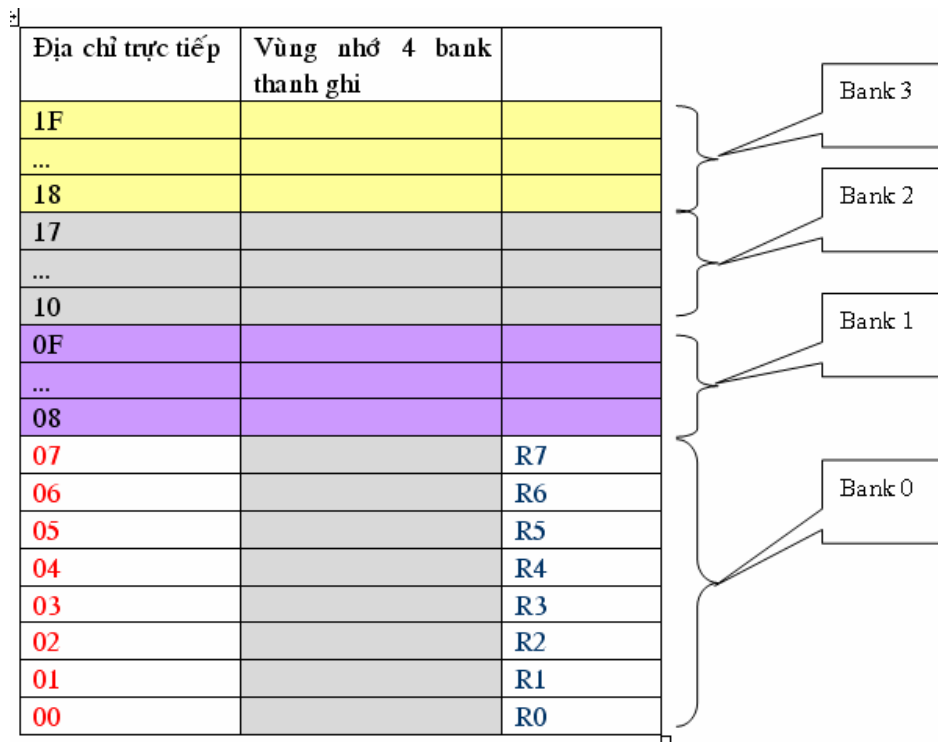 Địa chỉ trực tiếp
Vùng nhớ 4 bank
thanh ghi
1F
...
18
17
...
10
0F
...
08
07 R7
06 R6
05 R5
04 R4
03 R3
02 R2
01 R1
00 R0
Bank 3
Bank 2
Bank 1
Bank 0